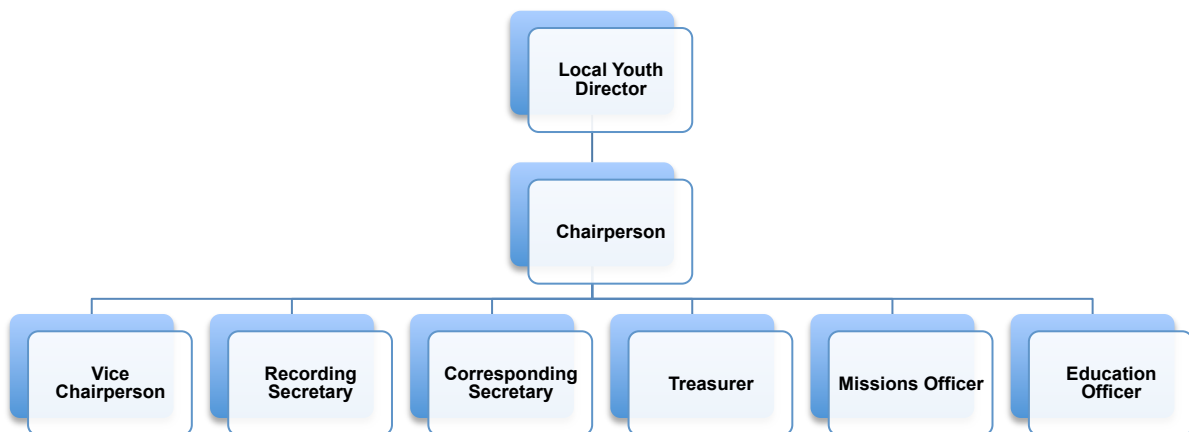 Local Youth
Director
Chairperson
Vice
Chairperson
Recording
Secretary
Corresponding
Secretary
Treasurer
Missions Officer
Education
Officer